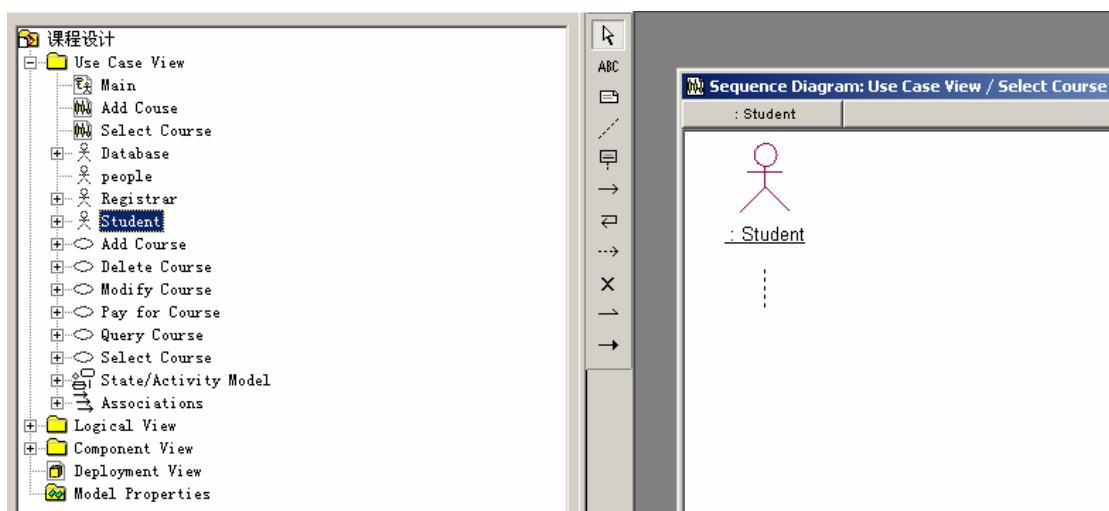 课程设计
Use Case View
Main
Add Couse
Select Course
Database
people
Registrar
Student
Add Course
Delete Course
Modify Course
Pay for Course
Query Course
Select Course
State/Activity Model
Associations
Logical View
Component View
Deployment View
Model Properties
ABC
Sequence Diagram: Use Case View / Select Course
: Student
: Student